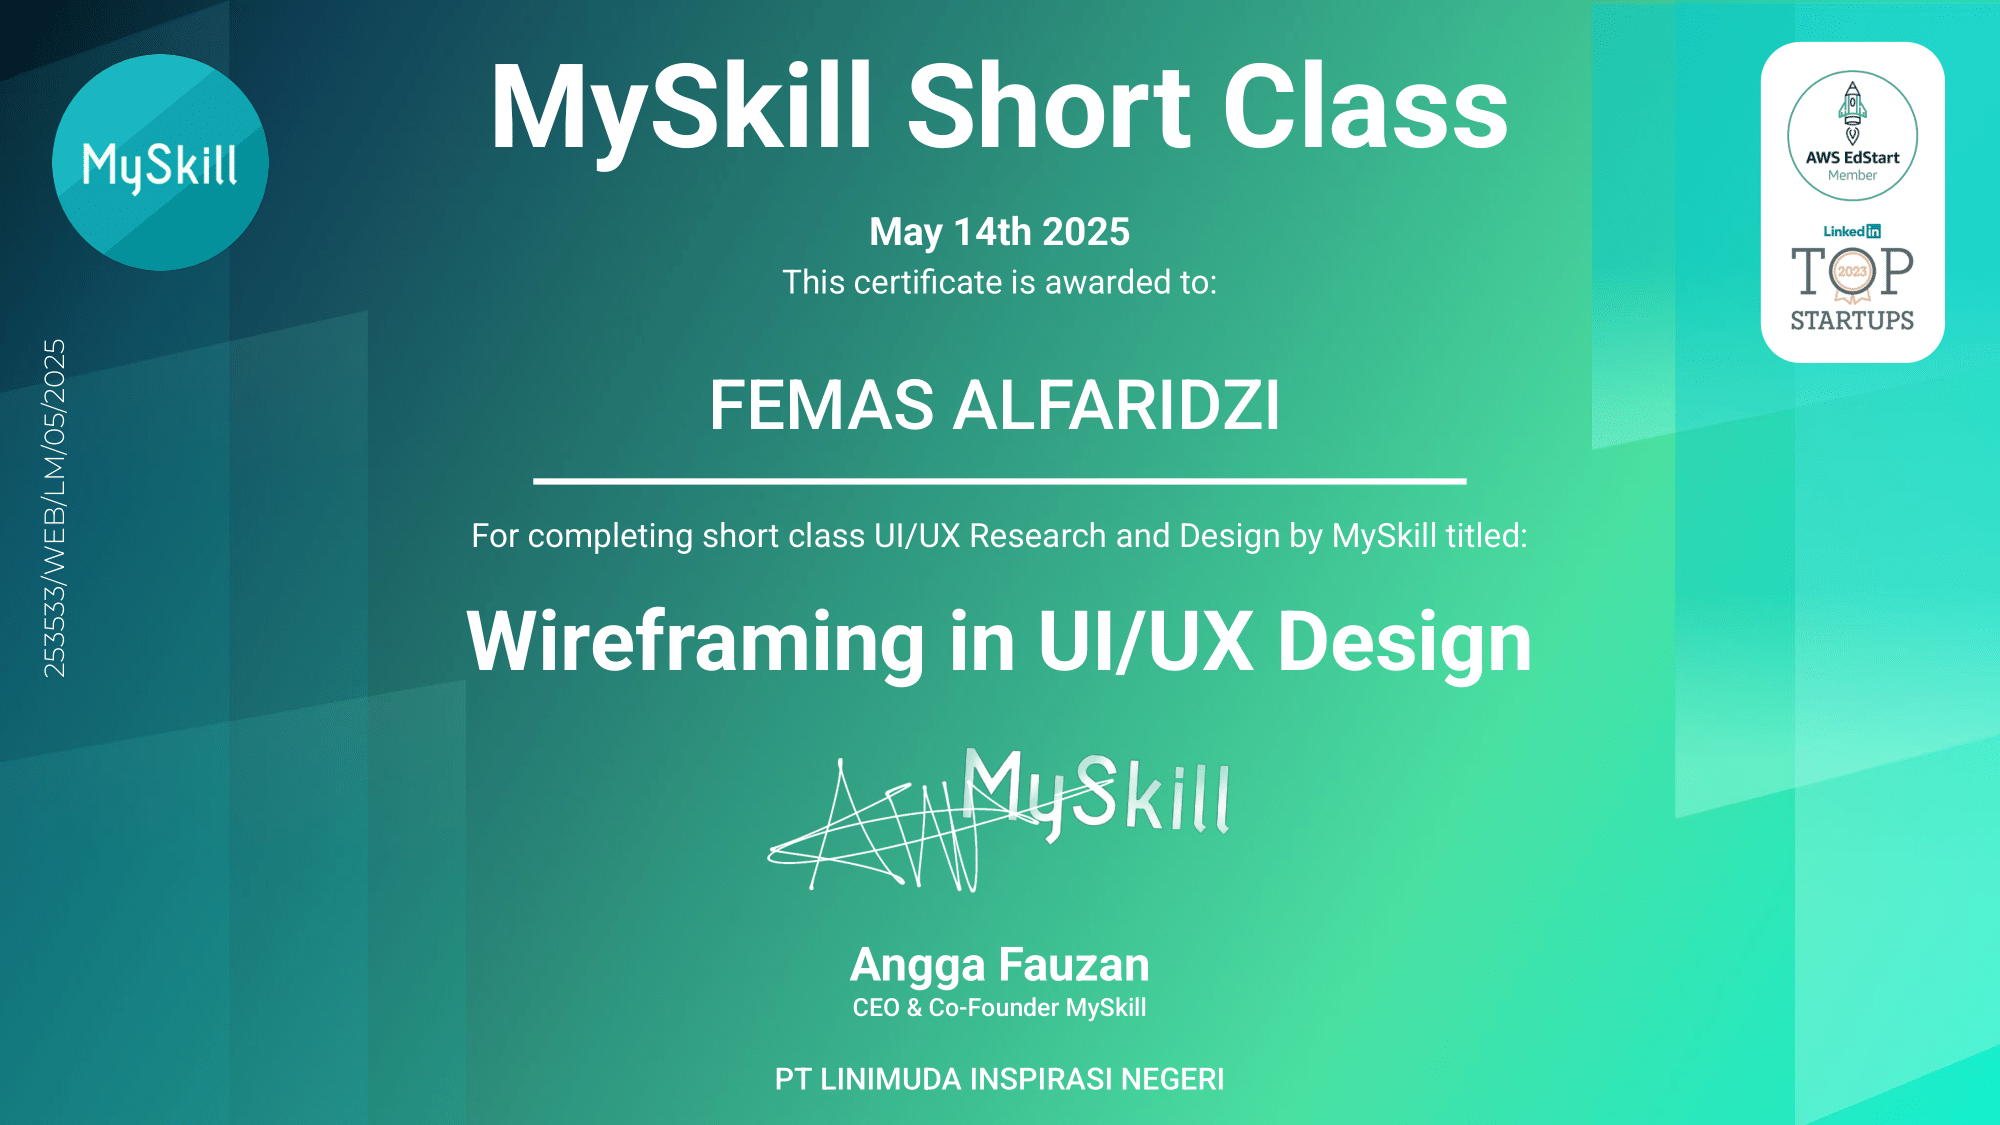 MySkill
MySkill Short Class
AWS EdStart
Member
LinkedIn
TOP
2023
STARTUPS
May 14th 2025
This certificate is awarded to:
FEMAS ALFARIDZI
253533/WEB/LM/05/2025
For completing short class UI/UX Research and Design by MySkill titled:
Wireframing in UI/UX Design
MySkill
Angga Fauzan
CEO & Co-Founder MySkill
PT LINIMUDA INSPIRASI NEGERI